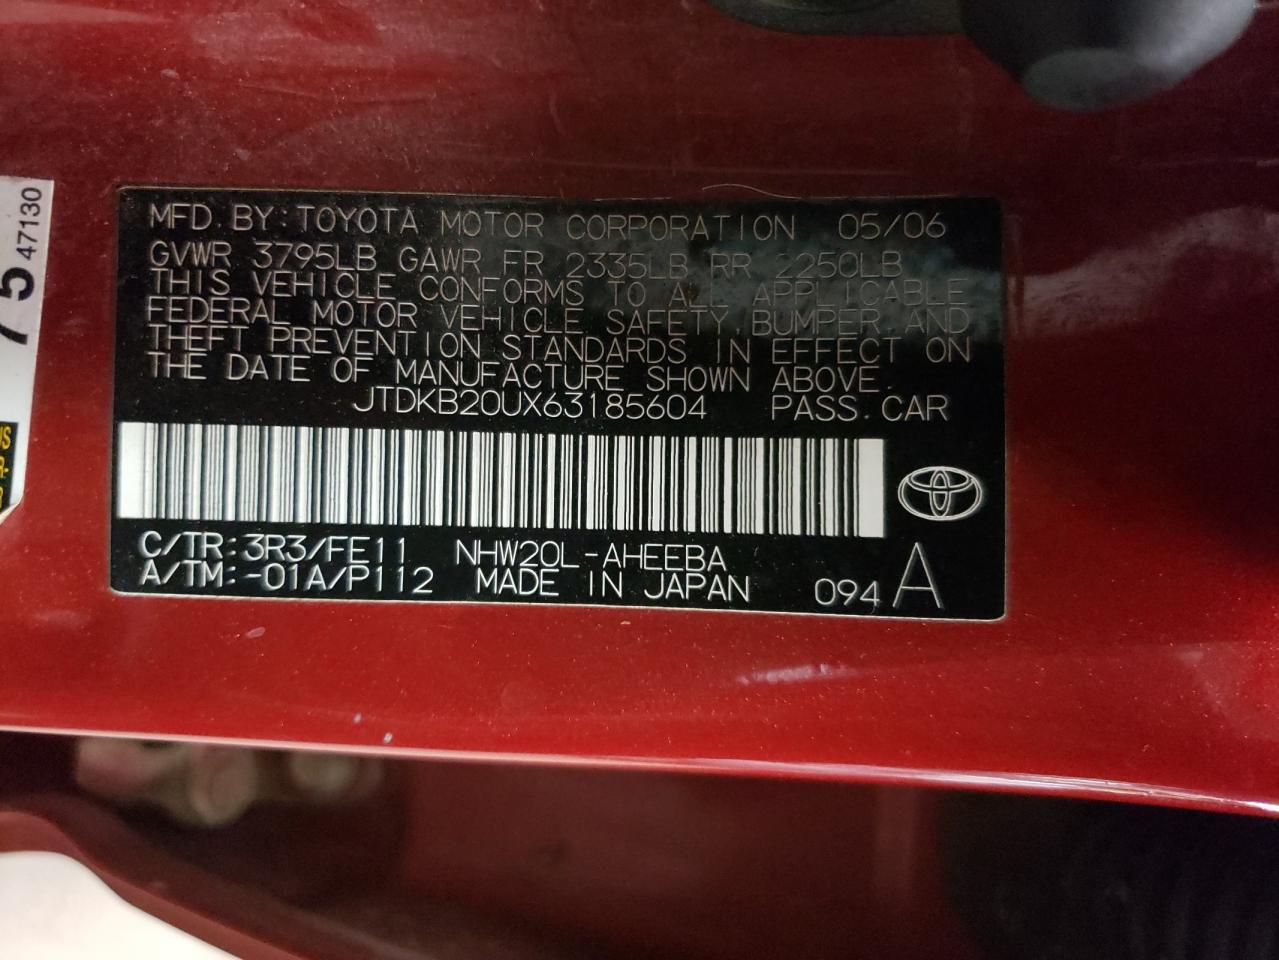 MFD. BY: TOYOTA MOTOR CORPORATION 05/06
GVWR 3795LB GAWR FR 2335LB RR 2250LB
THIS VEHICLE CONFORMS TO ALL APPLICABLE
FEDERAL MOTOR VEHICLE SAFETY, BUMPER, AND
THEFT PREVENTION STANDARDS IN EFFECT ON
THE DATE OF MANUFACTURE SHOWN ABOVE.
JTDKB20UX63185604 PASS. CAR
C/TR: 3R3/FE11 NHW20L-AHEEBA
A/TM: -01A/P112 MADE IN JAPAN 094 A
47130